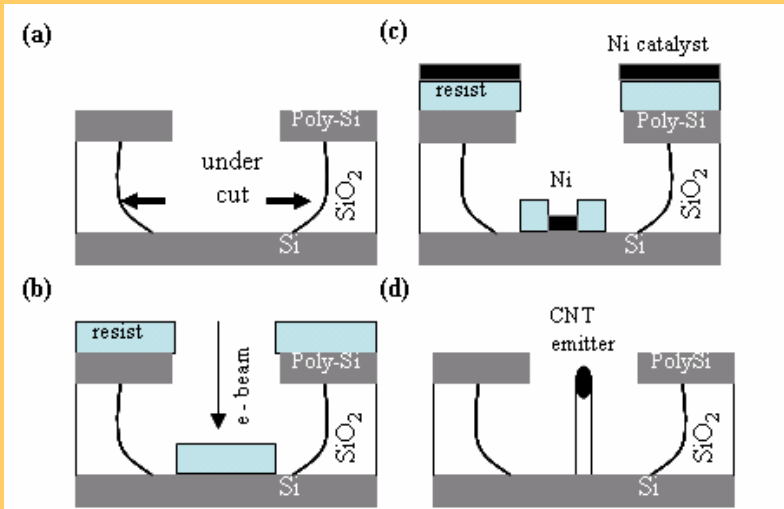 (a)
Poly-Si
under
cut
SiO2
Si
(b)
resist
Poly-Si
e - beam
SiO2
Si
(c)
Ni catalyst
resist
Poly-Si
Ni
SiO2
Si
(d)
CNT
emitter
PolySi
SiO2
Si